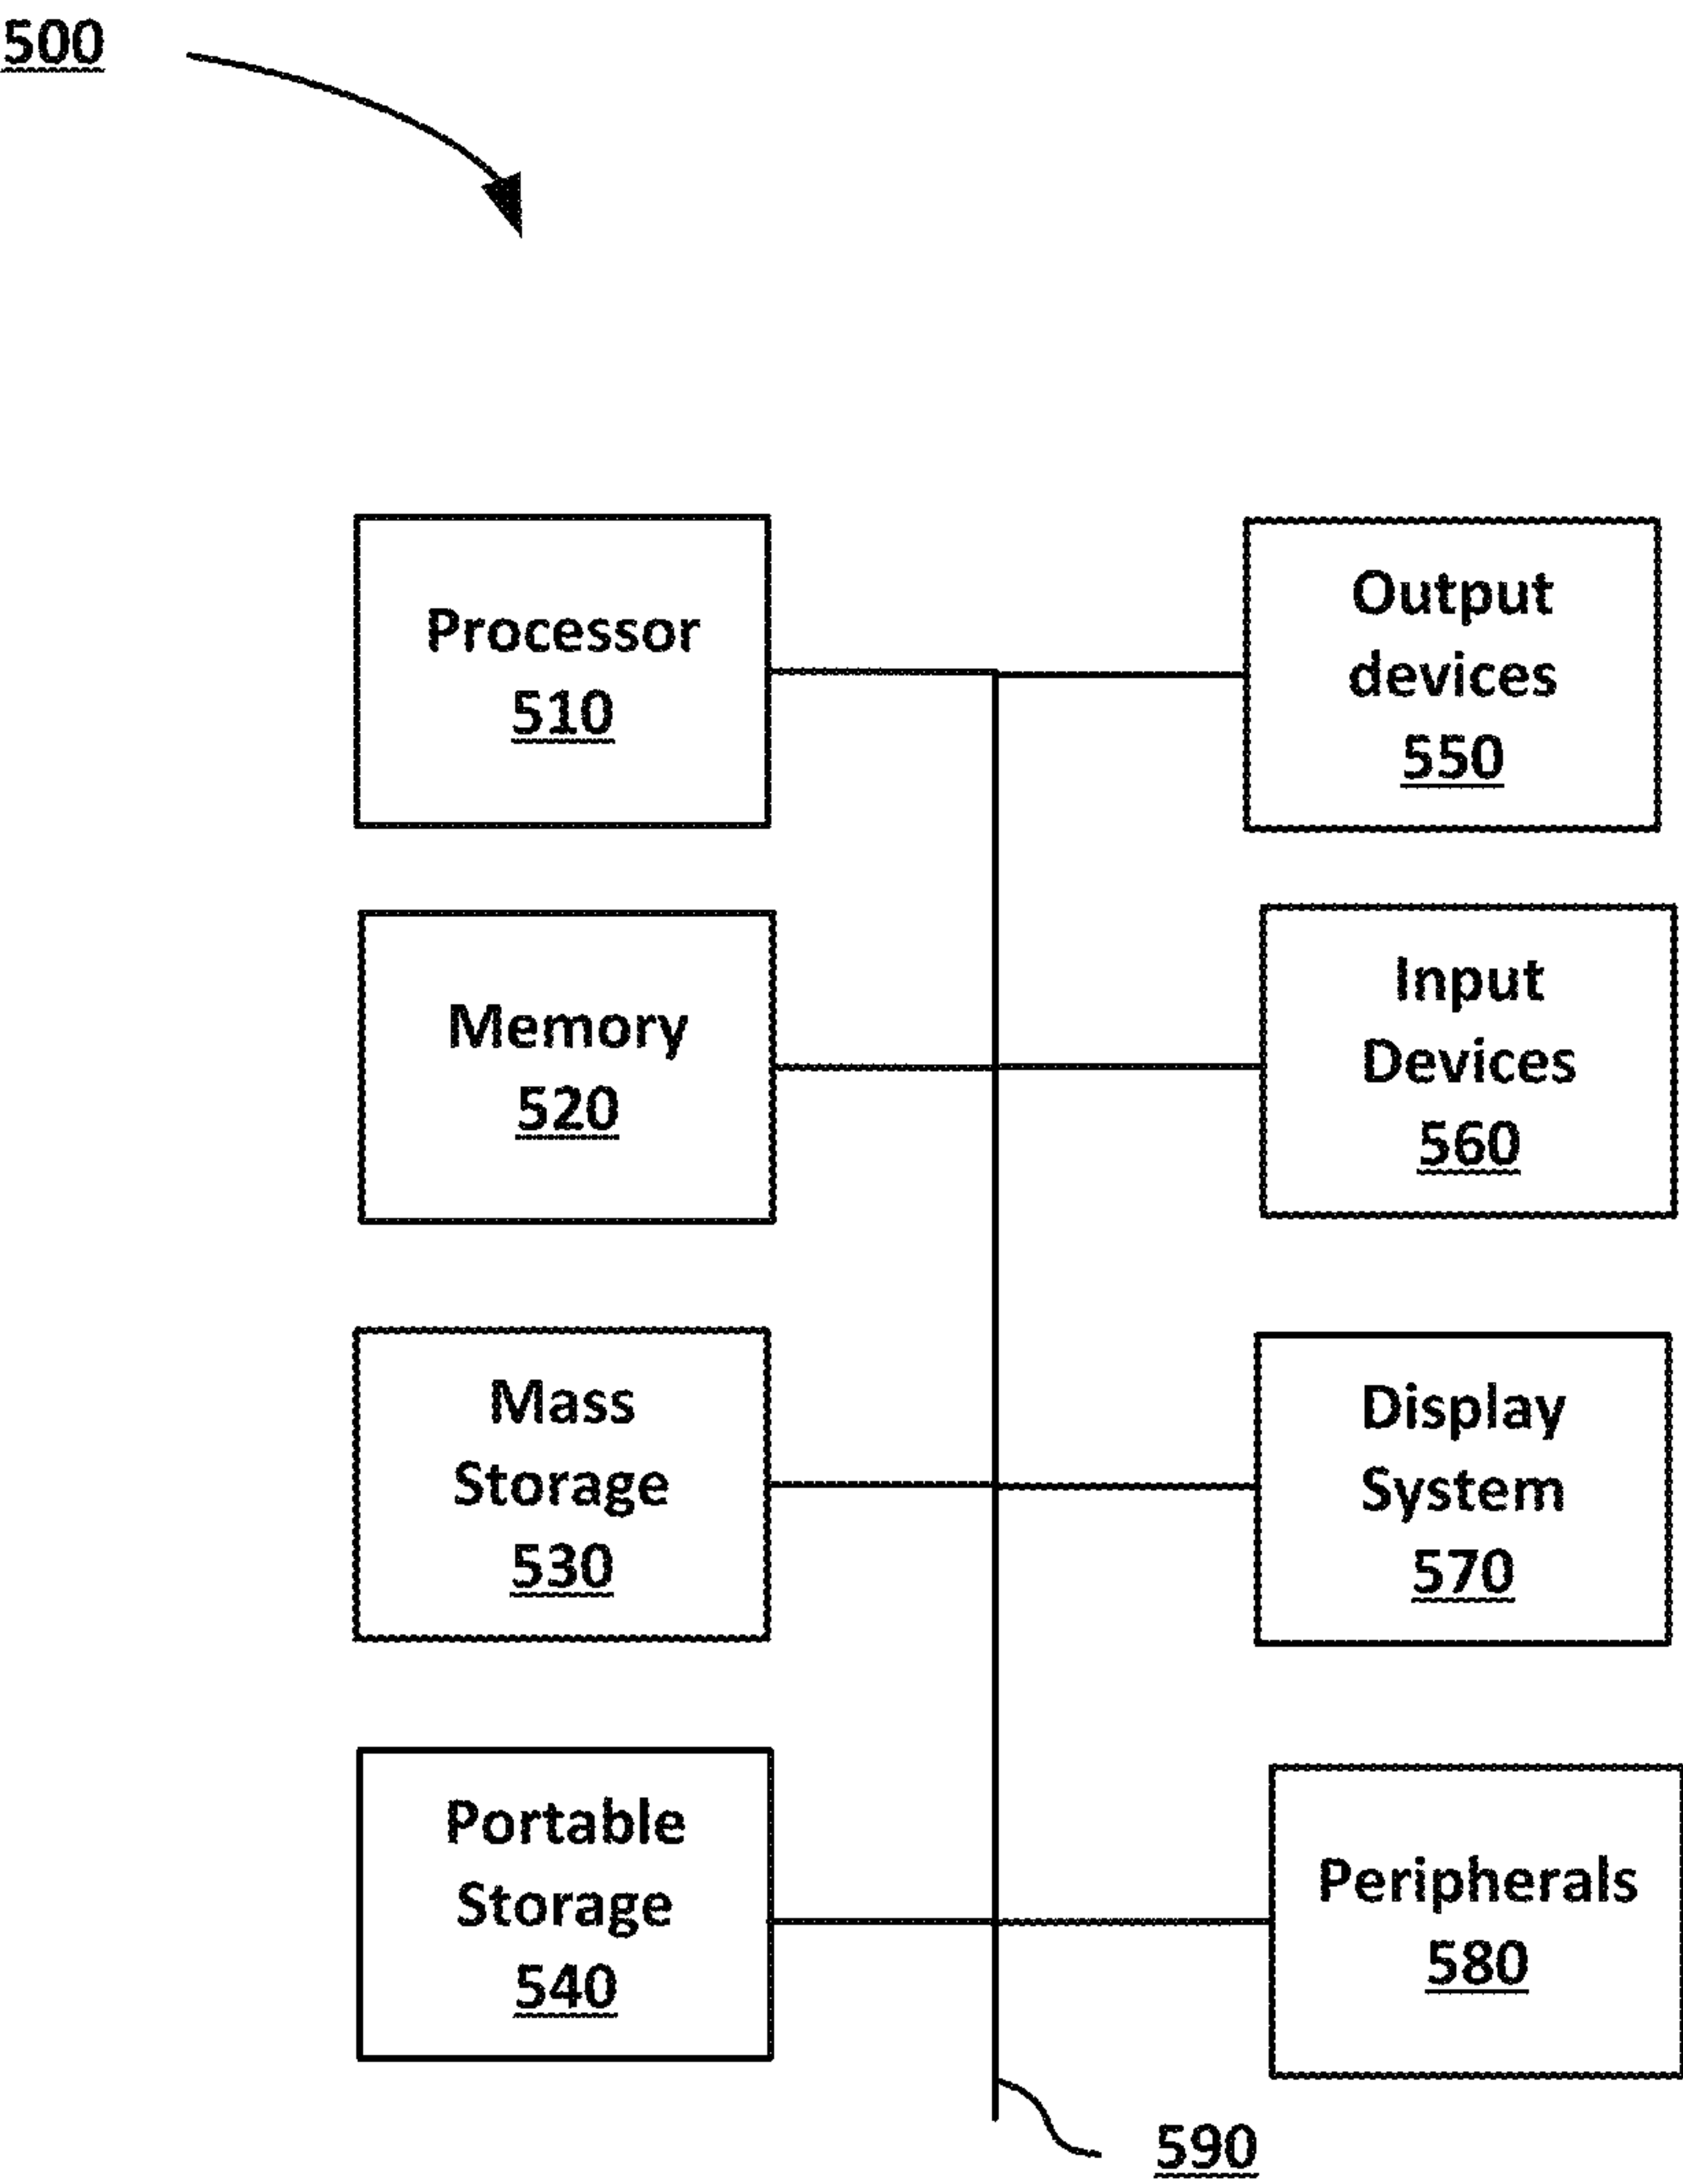 500
Processor
510
Output
devices
550
Memory
520
Input
Devices
560
Mass
Storage
530
Display
System
570
Portable
Storage
540
Peripherals
580
590